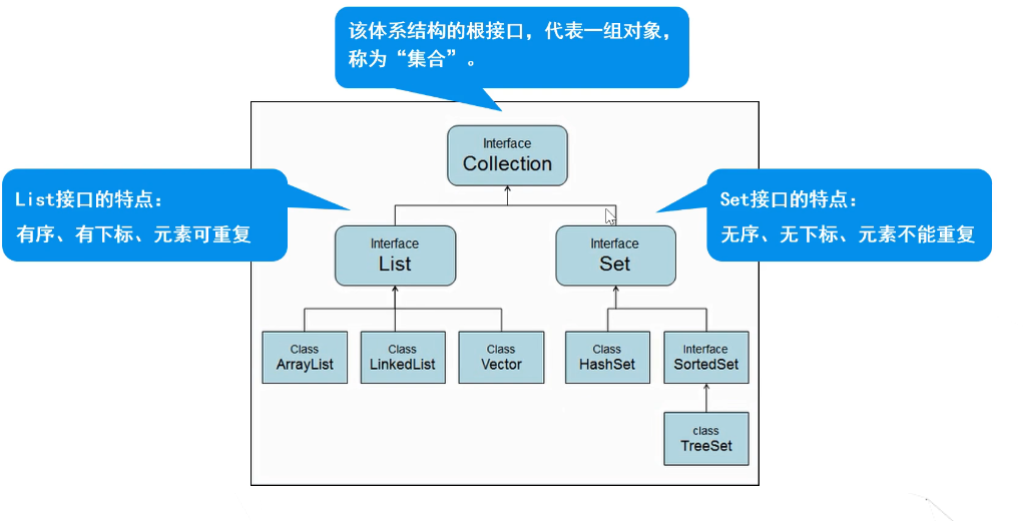 该体系结构的根接口，代表一组对象，
称为“集合”。
Interface
Collection
List接口的特点：
有序、有下标、元素可重复
Set接口的特点：
无序、无下标、元素不能重复
Interface
List
Interface
Set
Class
ArrayList
Class
LinkedList
Class
Vector
Class
HashSet
Interface
SortedSet
class
TreeSet